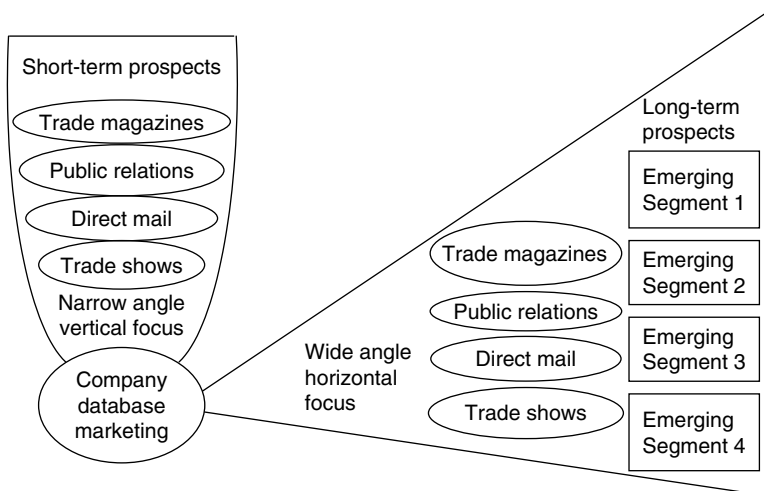 Short-term prospects
Trade magazines
Public relations
Direct mail
Trade shows
Narrow angle
vertical focus
Company
database
marketing
Wide angle
horizontal
focus
Trade magazines
Public relations
Direct mail
Trade shows
Long-term
prospects
Emerging
Segment 1
Emerging
Segment 2
Emerging
Segment 3
Emerging
Segment 4